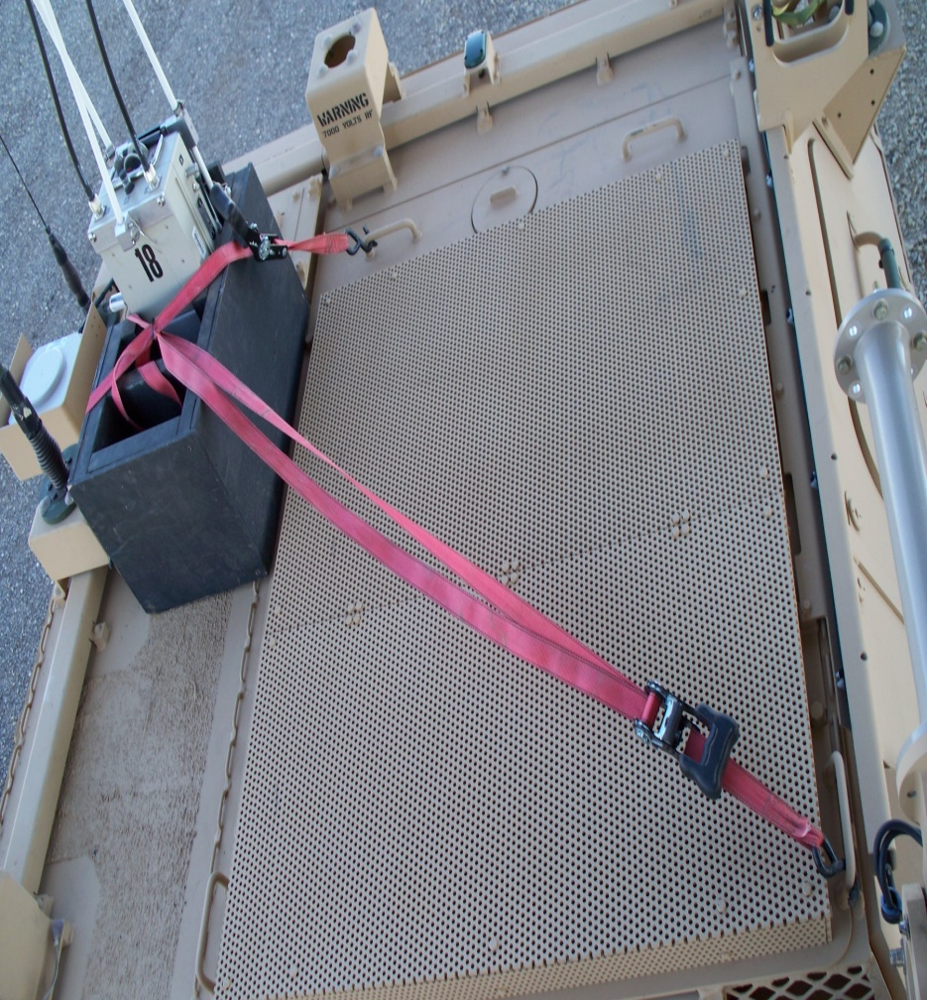 WARNING
7000 VOLTS RF
18